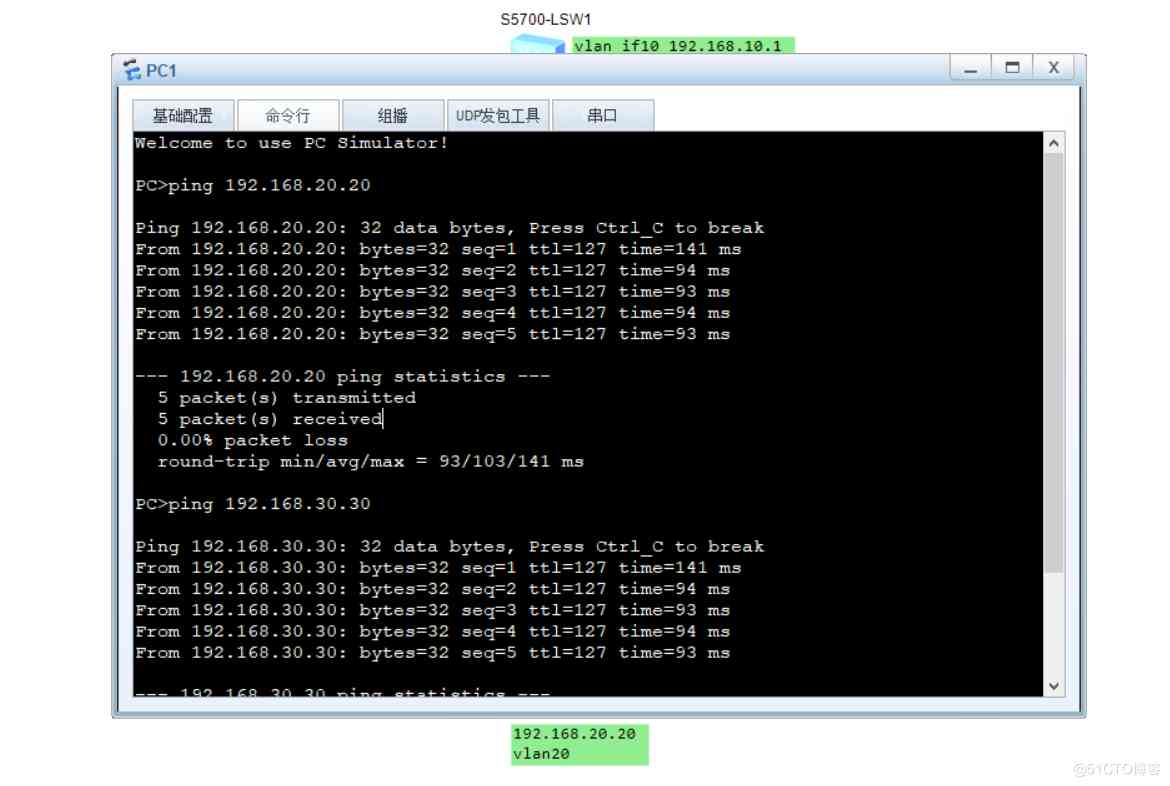 S5700-LSW1
vlan if10 192.168.10.1
PC1
基础配置 命令行 组播 UDP发包工具 串口
Welcome to use PC Simulator!
PC>ping 192.168.20.20
Ping 192.168.20.20: 32 data bytes, Press Ctrl_C to break
From 192.168.20.20: bytes=32 seq=1 ttl=127 time=141 ms
From 192.168.20.20: bytes=32 seq=2 ttl=127 time=94 ms
From 192.168.20.20: bytes=32 seq=3 ttl=127 time=93 ms
From 192.168.20.20: bytes=32 seq=4 ttl=127 time=94 ms
From 192.168.20.20: bytes=32 seq=5 ttl=127 time=93 ms
--- 192.168.20.20 ping statistics ---
5 packet(s) transmitted
5 packet(s) received
0.00% packet loss
round-trip min/avg/max = 93/103/141 ms
PC>ping 192.168.30.30
Ping 192.168.30.30: 32 data bytes, Press Ctrl_C to break
From 192.168.30.30: bytes=32 seq=1 ttl=127 time=141 ms
From 192.168.30.30: bytes=32 seq=2 ttl=127 time=94 ms
From 192.168.30.30: bytes=32 seq=3 ttl=127 time=93 ms
From 192.168.30.30: bytes=32 seq=4 ttl=127 time=94 ms
From 192.168.30.30: bytes=32 seq=5 ttl=127 time=93 ms
--- 192.168.30.30 ping statistics ---
192.168.20.20
vlan20
@51CTO博客